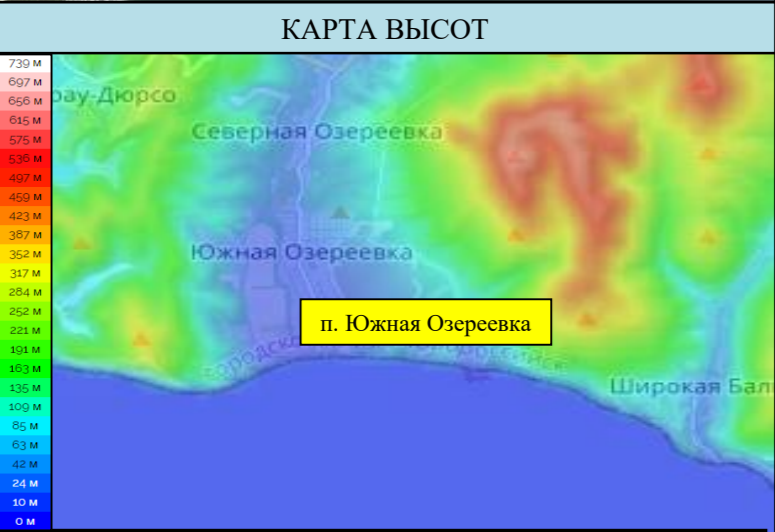 КАРТА ВЫСОТ
739 м
697 м
656 м
615 м
575 м
536 м
497 м
459 м
423 м
387 м
352 м
317 м
284 м
252 м
221 м
191 м
163 м
135 м
109 м
85 м
63 м
42 м
24 м
10 м
0 м
рау-Дюрсо
Северная Озереевка
Южная Озереевка
п. Южная Озереевка
Широкая Бал